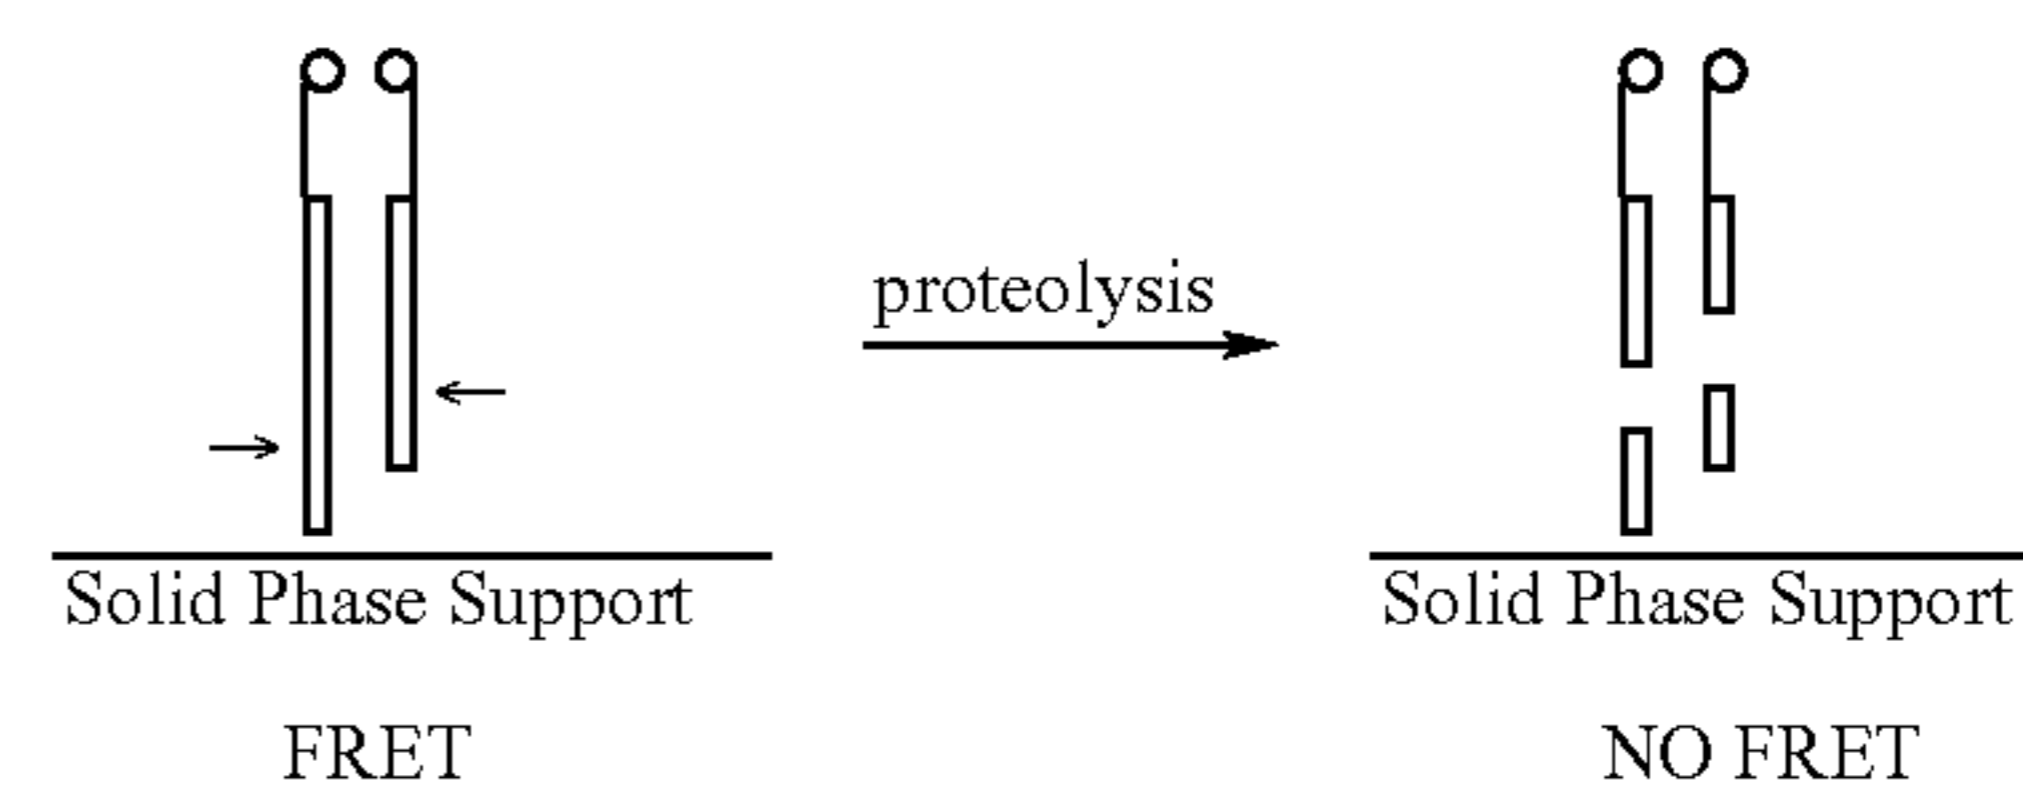 proteolysis
Solid Phase Support
Solid Phase Support
FRET
NO FRET